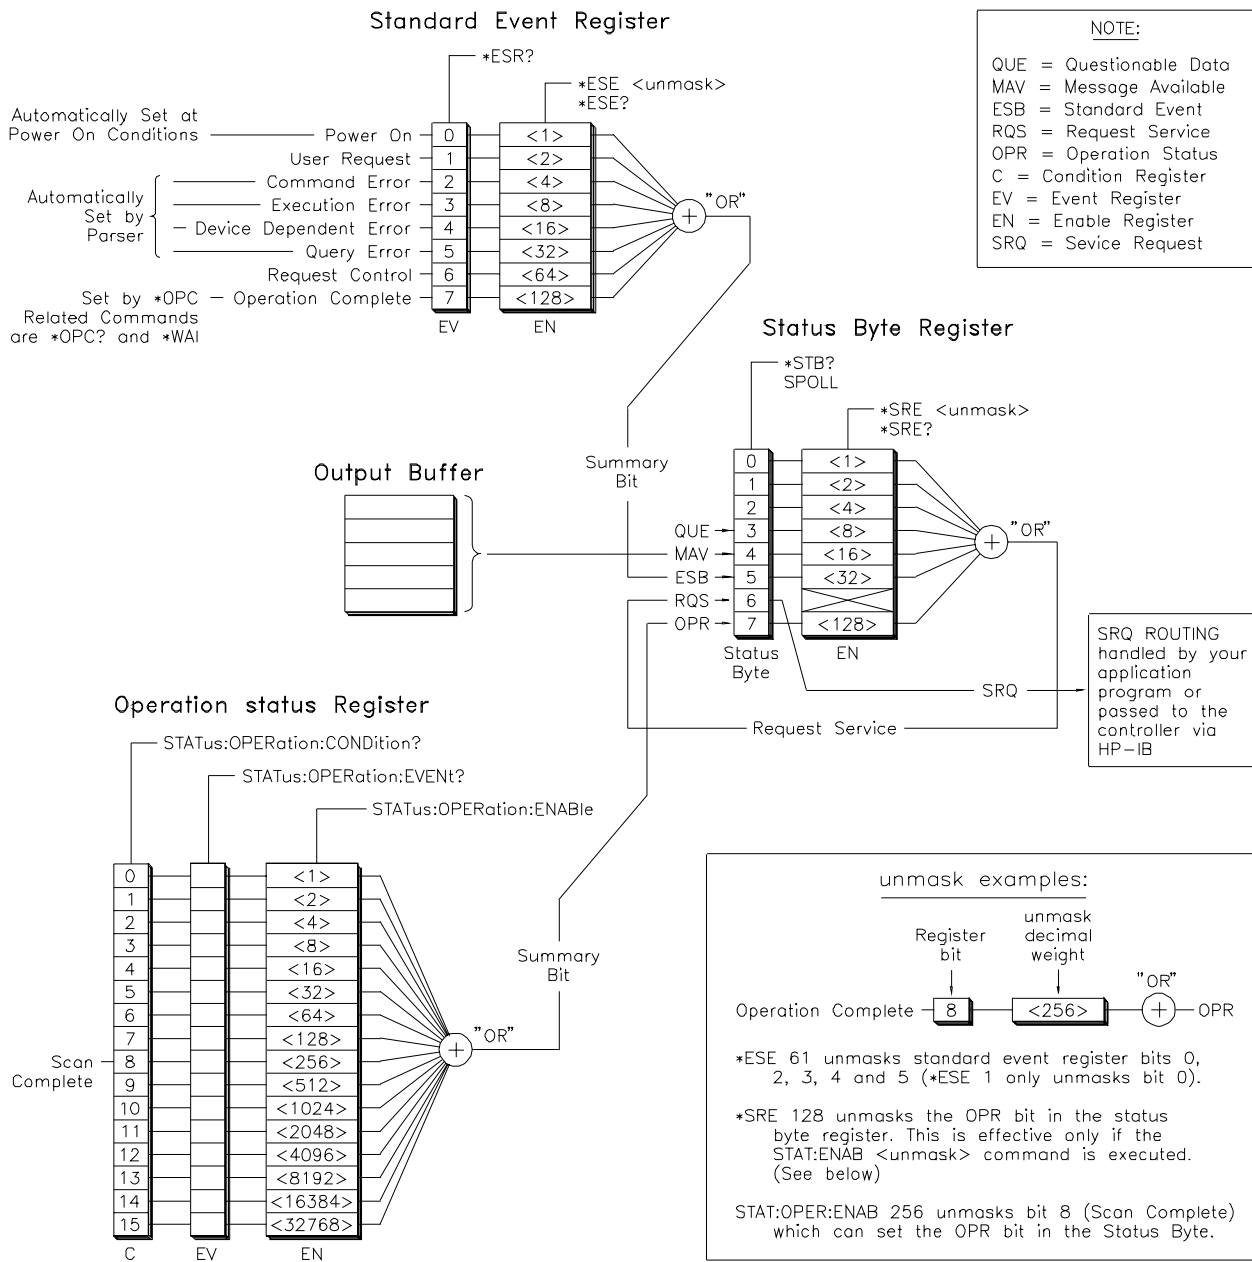 Standard Event Register
*ESR?
*ESE <unmask>
*ESE?
Automatically Set at
Power On Conditions
Power On 0 <1>
User Request 1 <2>
Command Error 2 <4>
Execution Error 3 <8>
Device Dependent Error 4 <16>
Query Error 5 <32>
Request Control 6 <64>
Operation Complete 7 <128>
Automatically
Set by
Parser
Set by *OPC
Related Commands
are *OPC? and *WAI
EV
EN
+
"OR"
NOTE:
QUE = Questionable Data
MAV = Message Available
ESB = Standard Event
RQS = Request Service
OPR = Operation Status
C = Condition Register
EV = Event Register
EN = Enable Register
SRQ = Sevice Request
Status Byte Register
*STB?
SPOLL
*SRE <unmask>
*SRE?
Summary
Bit
Output Buffer
0 <1>
1 <2>
2 <4>
QUE 3 <8>
MAV 4 <16>
ESB 5 <32>
RQS 6
OPR 7 <128>
Status
Byte
EN
+
"OR"
SRQ
Request Service
SRQ ROUTING
handled by your
application
program or
passed to the
controller via
HP-IB
Operation status Register
STATus:OPERation:CONDition?
STATus:OPERation:EVENt?
STATus:OPERation:ENABle
0 <1>
1 <2>
2 <4>
3 <8>
4 <16>
5 <32>
6 <64>
7 <128>
8 <256>
9 <512>
10 <1024>
11 <2048>
12 <4096>
13 <8192>
14 <16384>
15 <32768>
Scan
Complete
C
EV
EN
+
"OR"
Summary
Bit
unmask examples:
Register
bit
unmask
decimal
weight
"OR"
Operation Complete 8 <256> + OPR
*ESE 61 unmasks standard event register bits 0,
2, 3, 4 and 5 (*ESE 1 only unmasks bit 0).
*SRE 128 unmasks the OPR bit in the status
byte register. This is effective only if the
STAT:ENAB <unmask> command is executed.
(See below)
STAT:OPER:ENAB 256 unmasks bit 8 (Scan Complete)
which can set the OPR bit in the Status Byte.